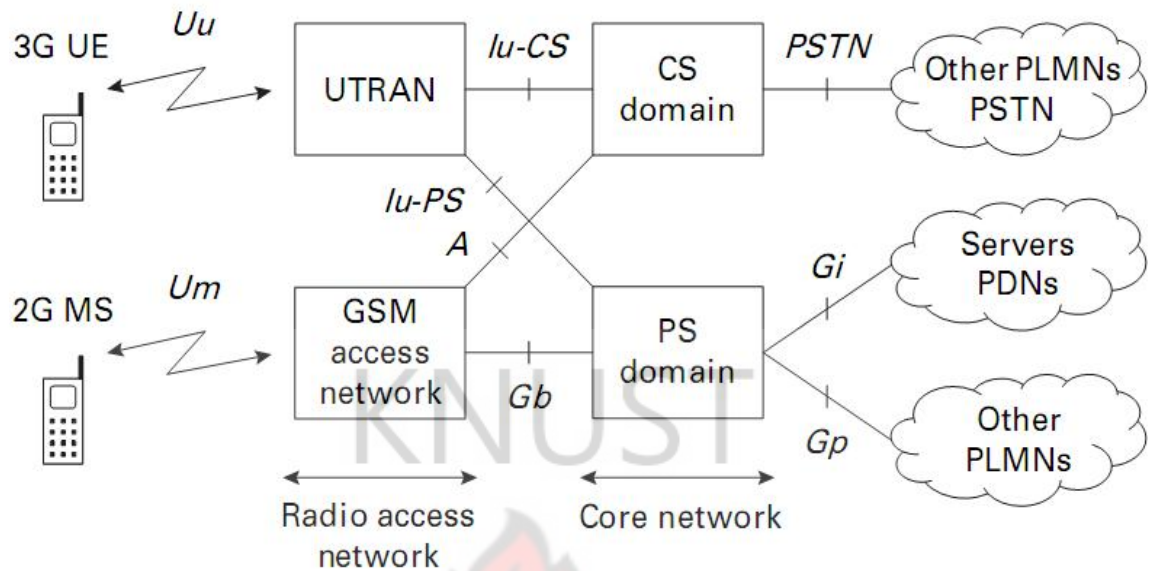 3G UE
Uu
UTRAN
Iu-CS
CS
domain
PSTN
Other PLMNs
PSTN
Iu-PS
A
2G MS
Um
GSM
access
network
Gb
PS
domain
Gi
Servers
PDNs
Gp
Other
PLMNs
KNUST
Radio access
network
Core network